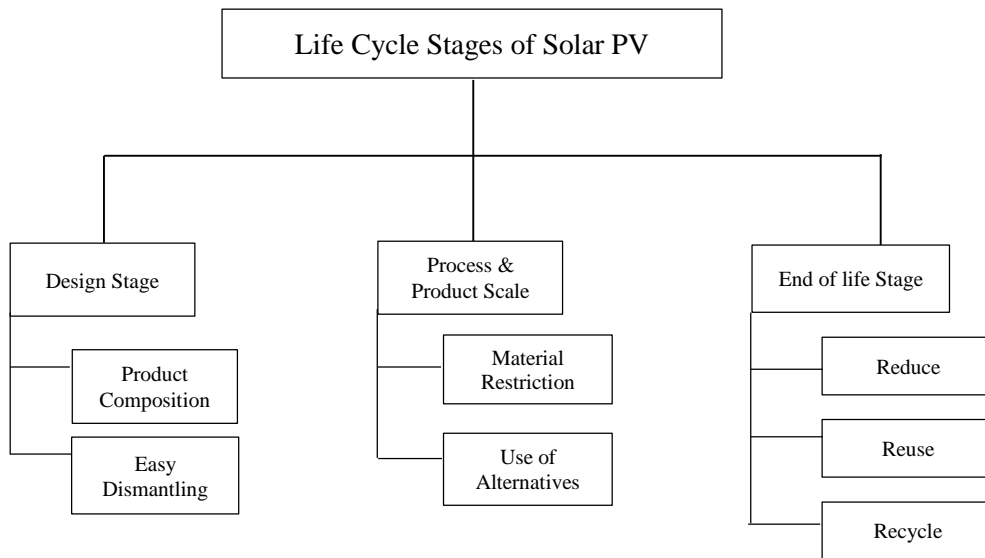 Life Cycle Stages of Solar PV
Design Stage
Product
Composition
Easy
Dismantling
Process &
Product Scale
Material
Restriction
Use of
Alternatives
End of life Stage
Reduce
Reuse
Recycle